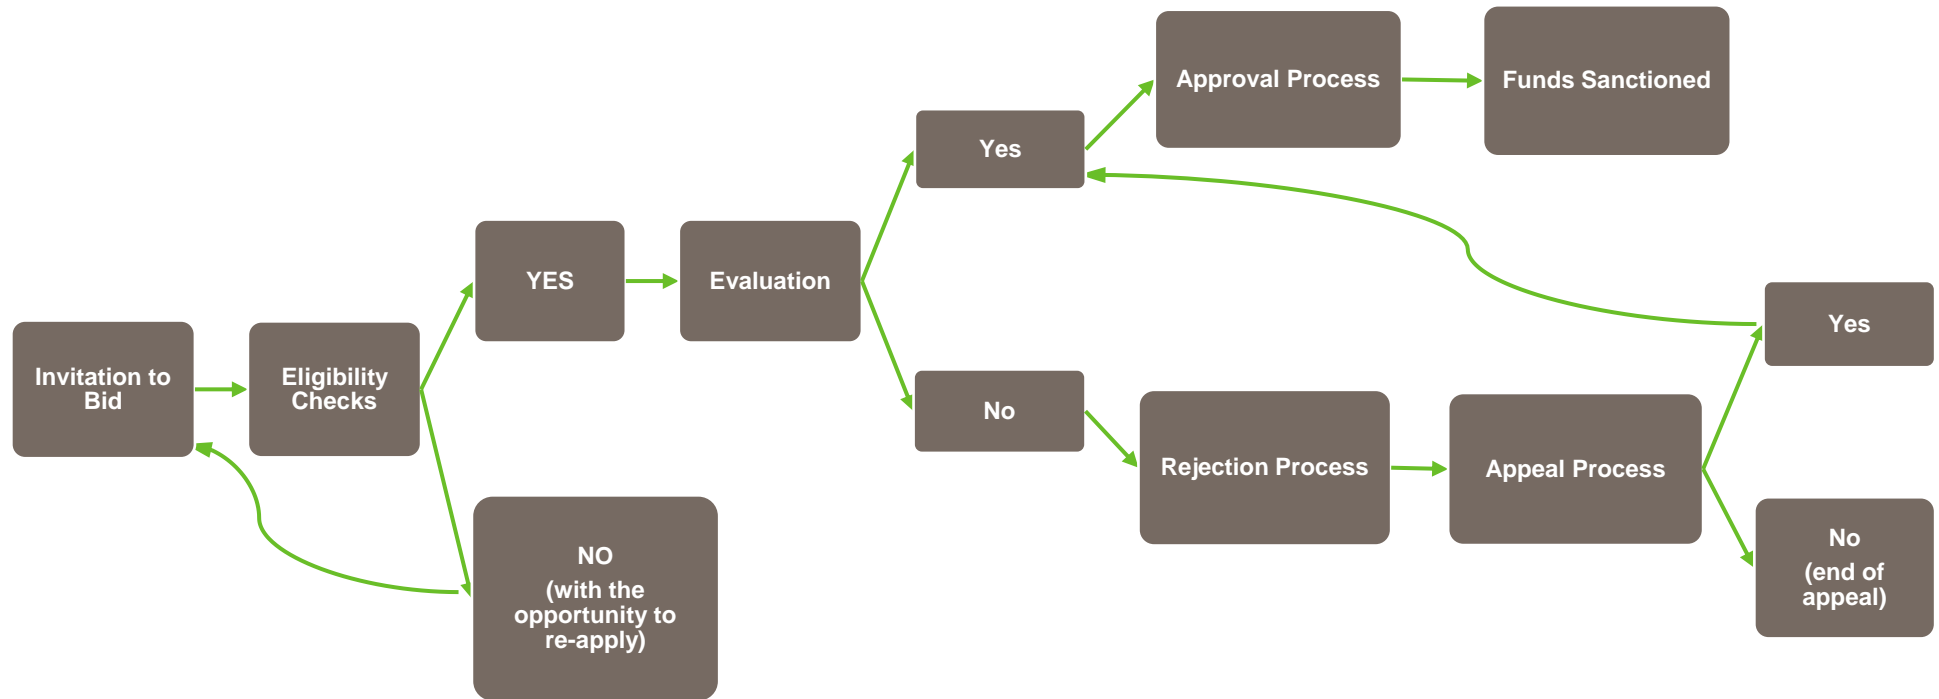 Invitation to
Bid
Eligibility
Checks
YES
NO
(with the
opportunity to
re-apply)
Evaluation
Yes
Approval Process
Funds Sanctioned
No
Rejection Process
Appeal Process
Yes
No
(end of
appeal)